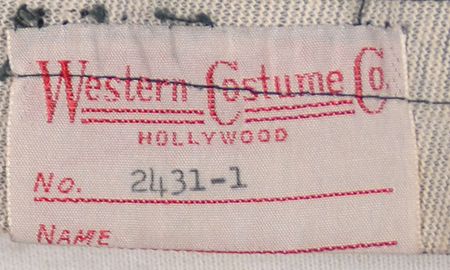 Western Costume Co.
HOLLYWOOD
No. 2431-1
NAME